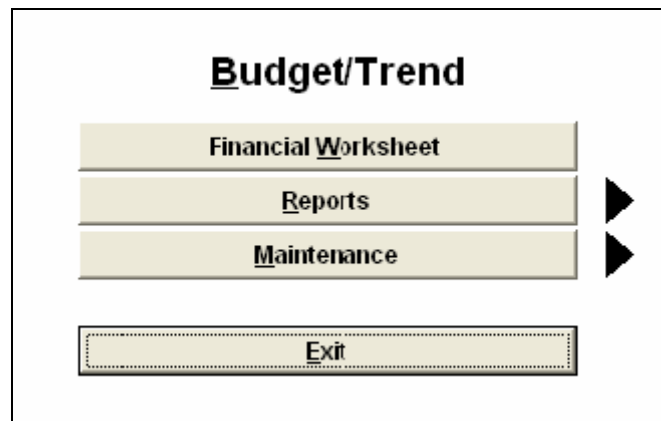 Budget/Trend
Financial Worksheet
Reports
Maintenance
Exit